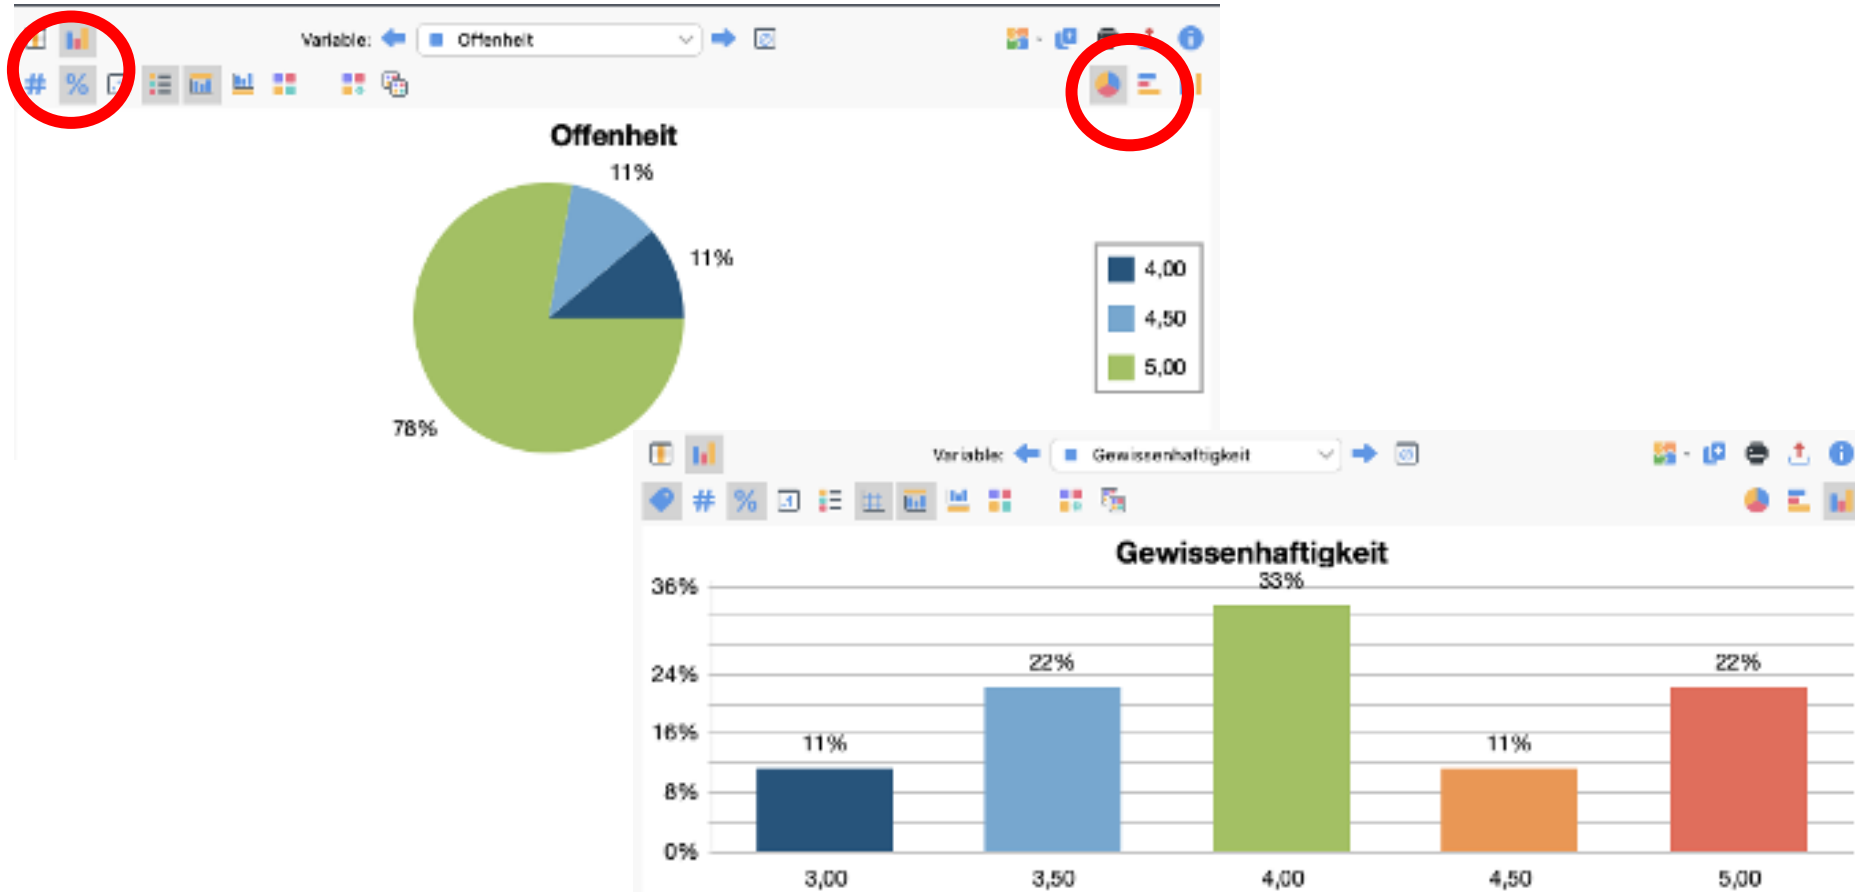 Variable: Offenheit
# %
Offenheit
11%
11%
4,00
4,50
5,00
78%
Variable: Gewissenhaftigkeit
# % .1
Gewissenhaftigkeit
36%
33%
24%
22%
22%
16%
11%
11%
8%
0%
3,00 3,50 4,00 4,50 5,00